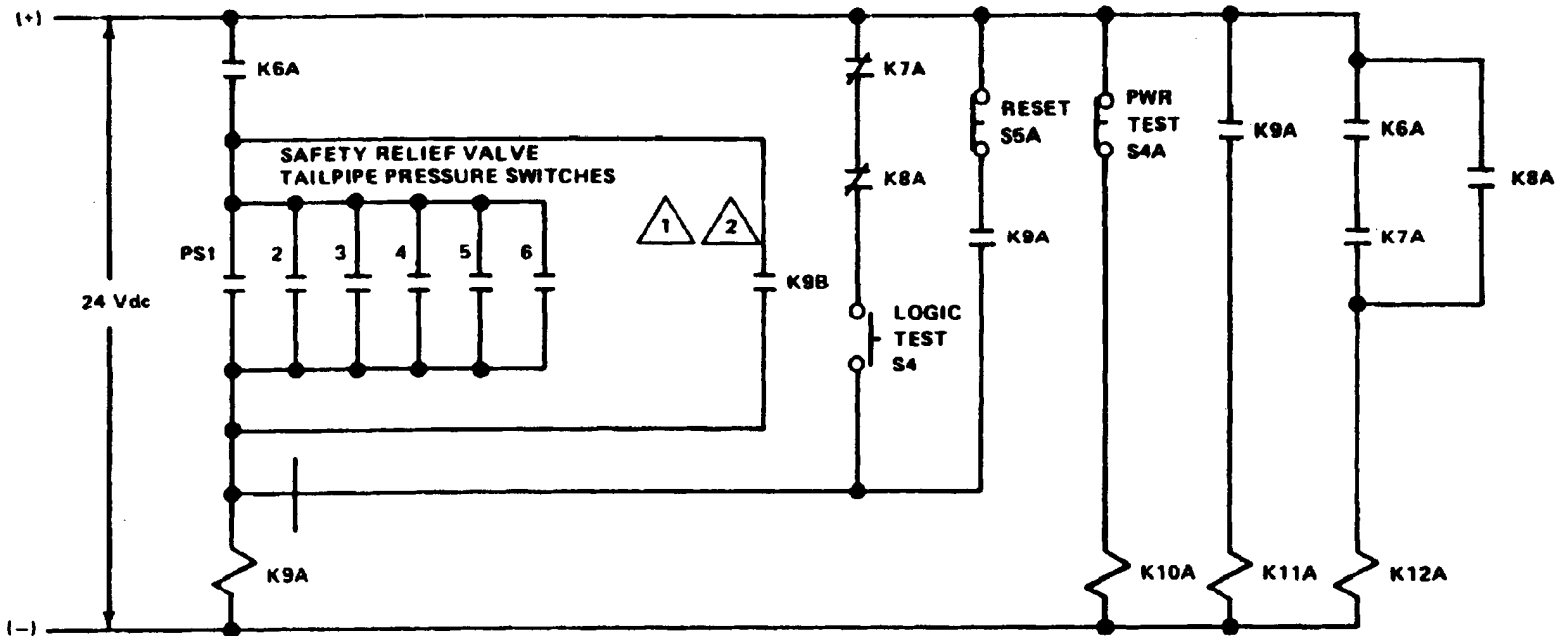 (+)
K6A
K7A
RESET
S5A
PWR
TEST
S4A
K9A
K6A
K8A
SAFETY RELIEF VALVE
TAILPIPE PRESSURE SWITCHES
K8A
PS1
2
3
4
5
6
1
2
K9B
K9A
K7A
24 Vdc
LOGIC
TEST
S4
K9A
K10A
K11A
K12A
(-)